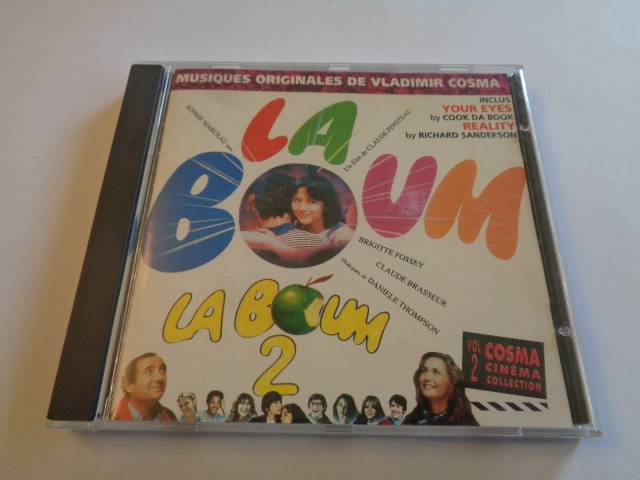 MUSIQUES ORIGINALES DE VLADIMIR COSMA
INCLUS
YOUR EYES
by COOK DA BOOK
REALITY
by RICHARD SANDERSON
SOPHIE MARCEAU dans
Un film de CLAUDE PINOTEAU
LA
BOUM
BRIGITTE FOSSEY
CLAUDE BRASSEUR
Dialogues de DANIELE THOMPSON
LA BOUM
2
VOL 2
COSMA
CINÉMA
COLLECTION